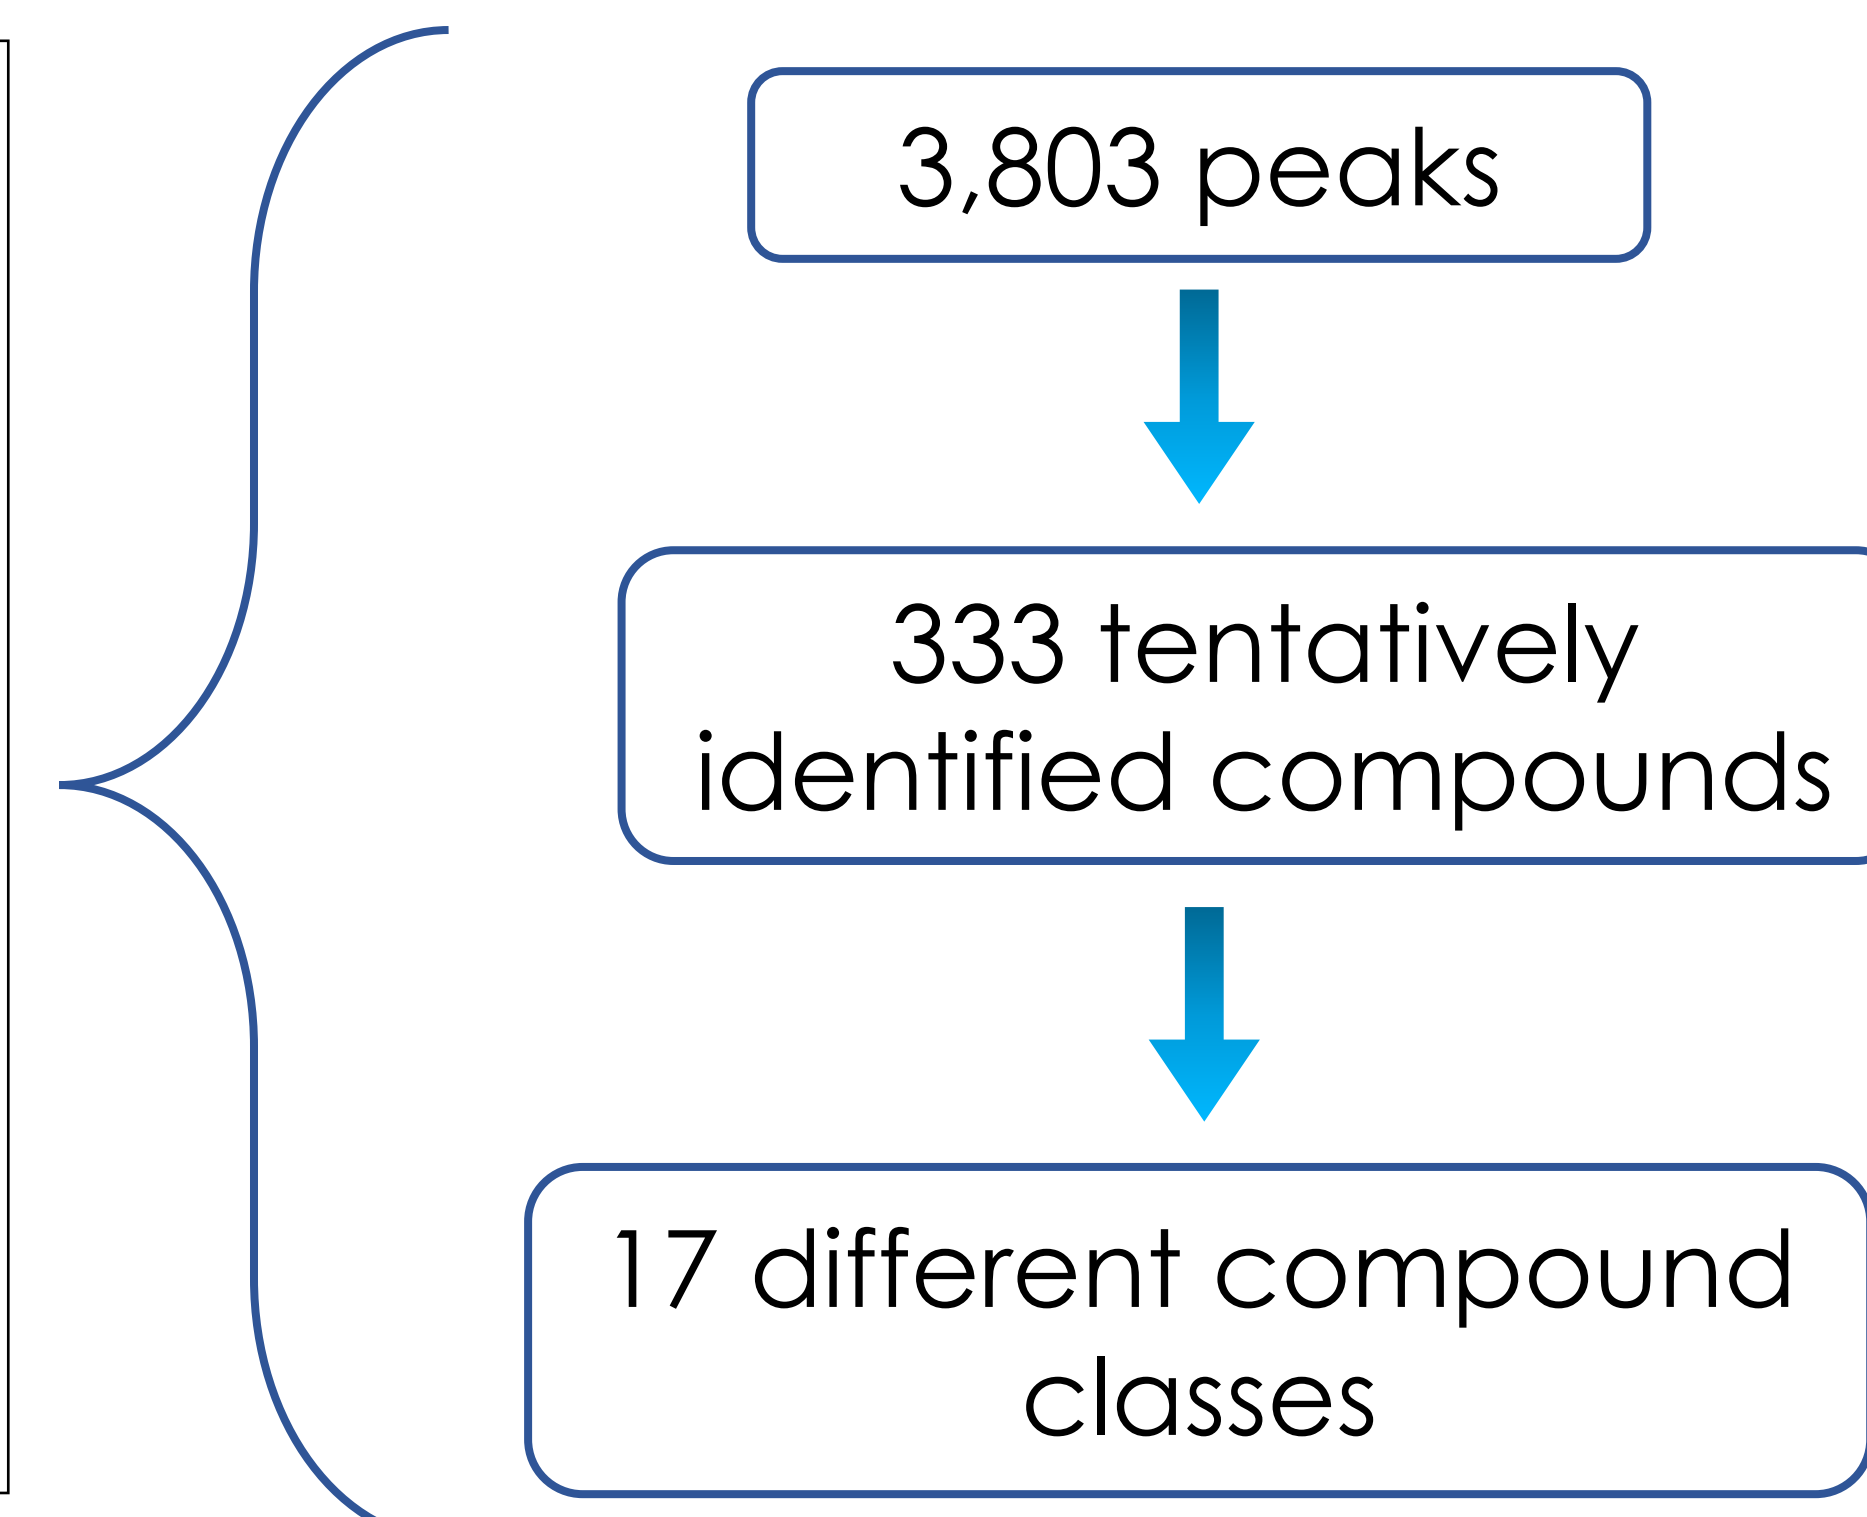 3,803 peaks
333 tentatively
identified compounds
17 different compound
classes